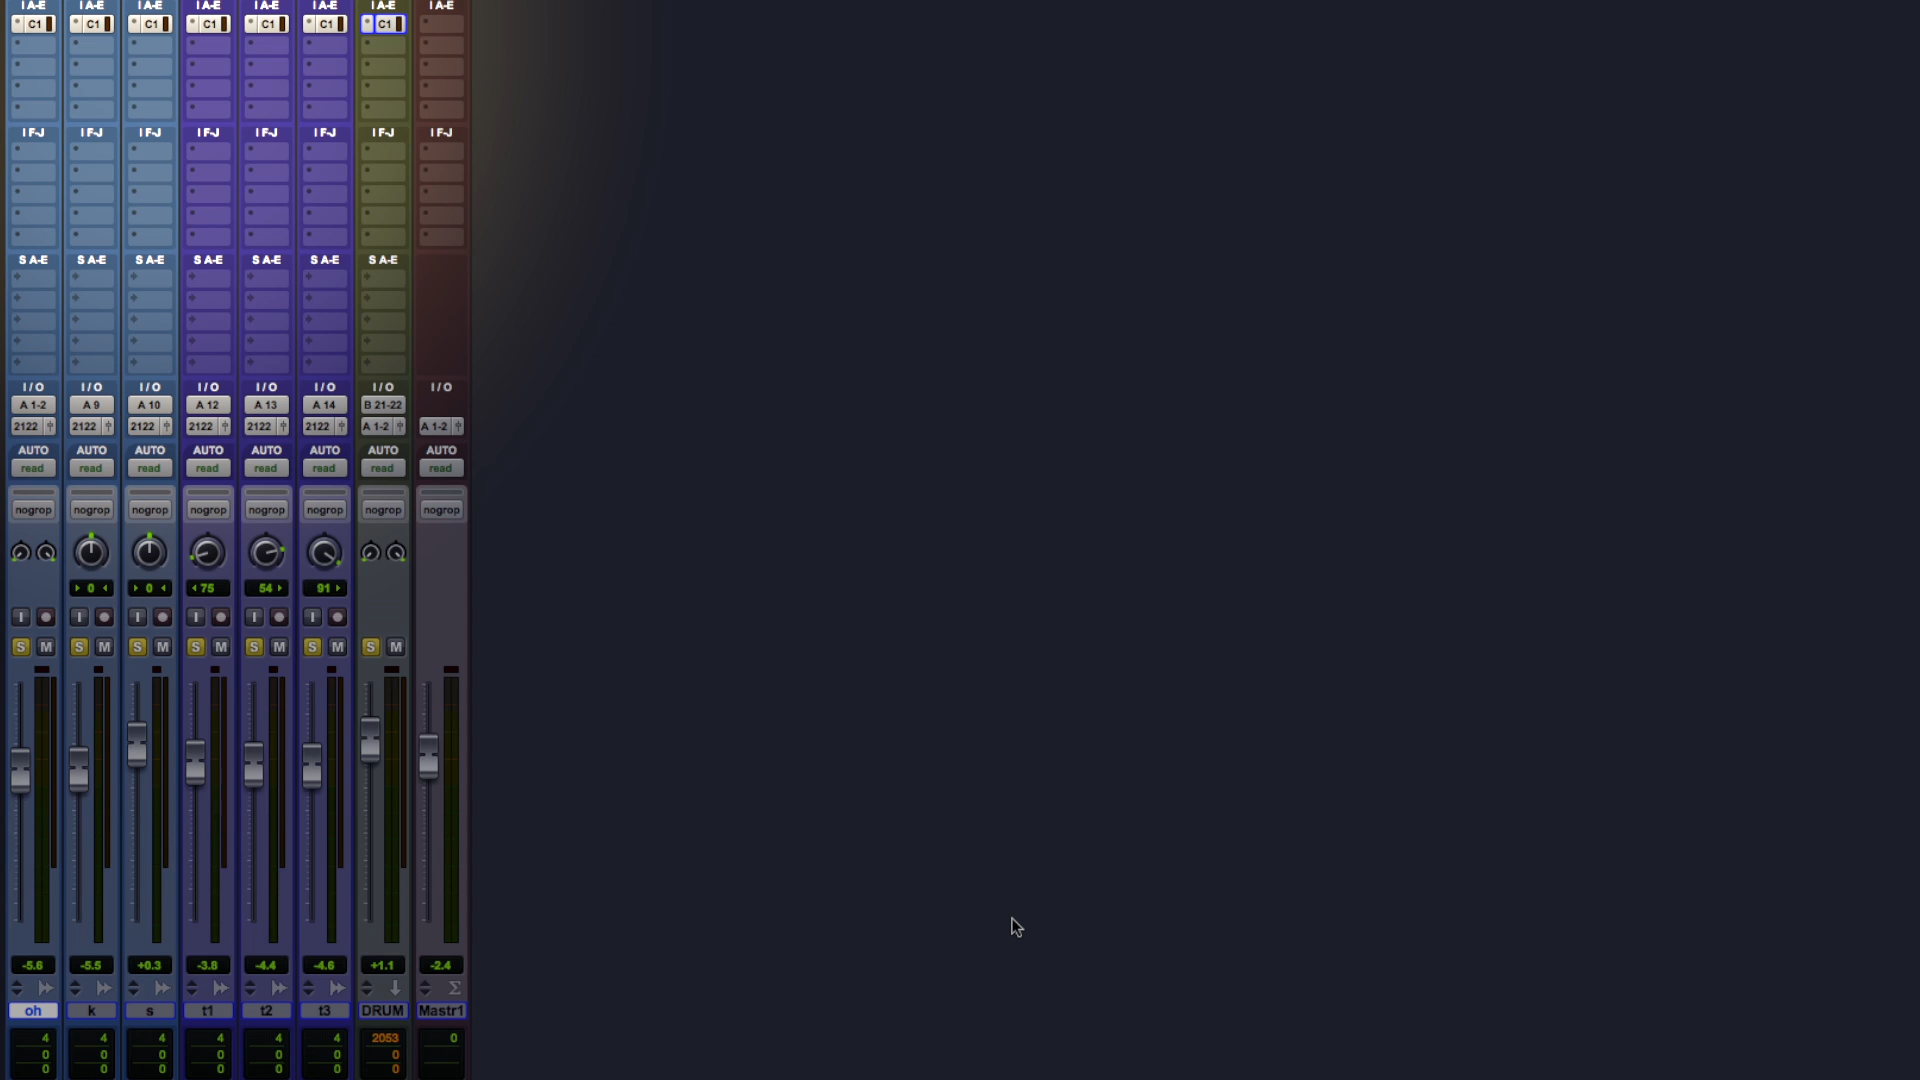 I A-E I A-E I A-E I A-E I A-E I A-E I A-E I A-E
C1 C1 C1 C1 C1 C1 C1
I F-J I F-J I F-J I F-J I F-J I F-J I F-J I F-J
S A-E S A-E S A-E S A-E S A-E S A-E S A-E
I / O I / O I / O I / O I / O I / O I / O I / O
A 1-2 A 9 A 10 A 12 A 13 A 14 B 21-22
2122 2122 2122 2122 2122 2122 A 1-2 A 1-2
AUTO AUTO AUTO AUTO AUTO AUTO AUTO AUTO
read read read read read read read read
nogrop nogrop nogrop nogrop nogrop nogrop nogrop nogrop
0 0 75 54 91
I I I I I I
S M S M S M S M S M S M S M
-5.6 -5.5 +0.3 -3.8 -4.4 -4.6 +1.1 -2.4
Σ
oh k s t1 t2 t3 DRUM Mastr1
4 4 4 4 4 4 2053 0
0 0 0 0 0 0 0
0 0 0 0 0 0 0